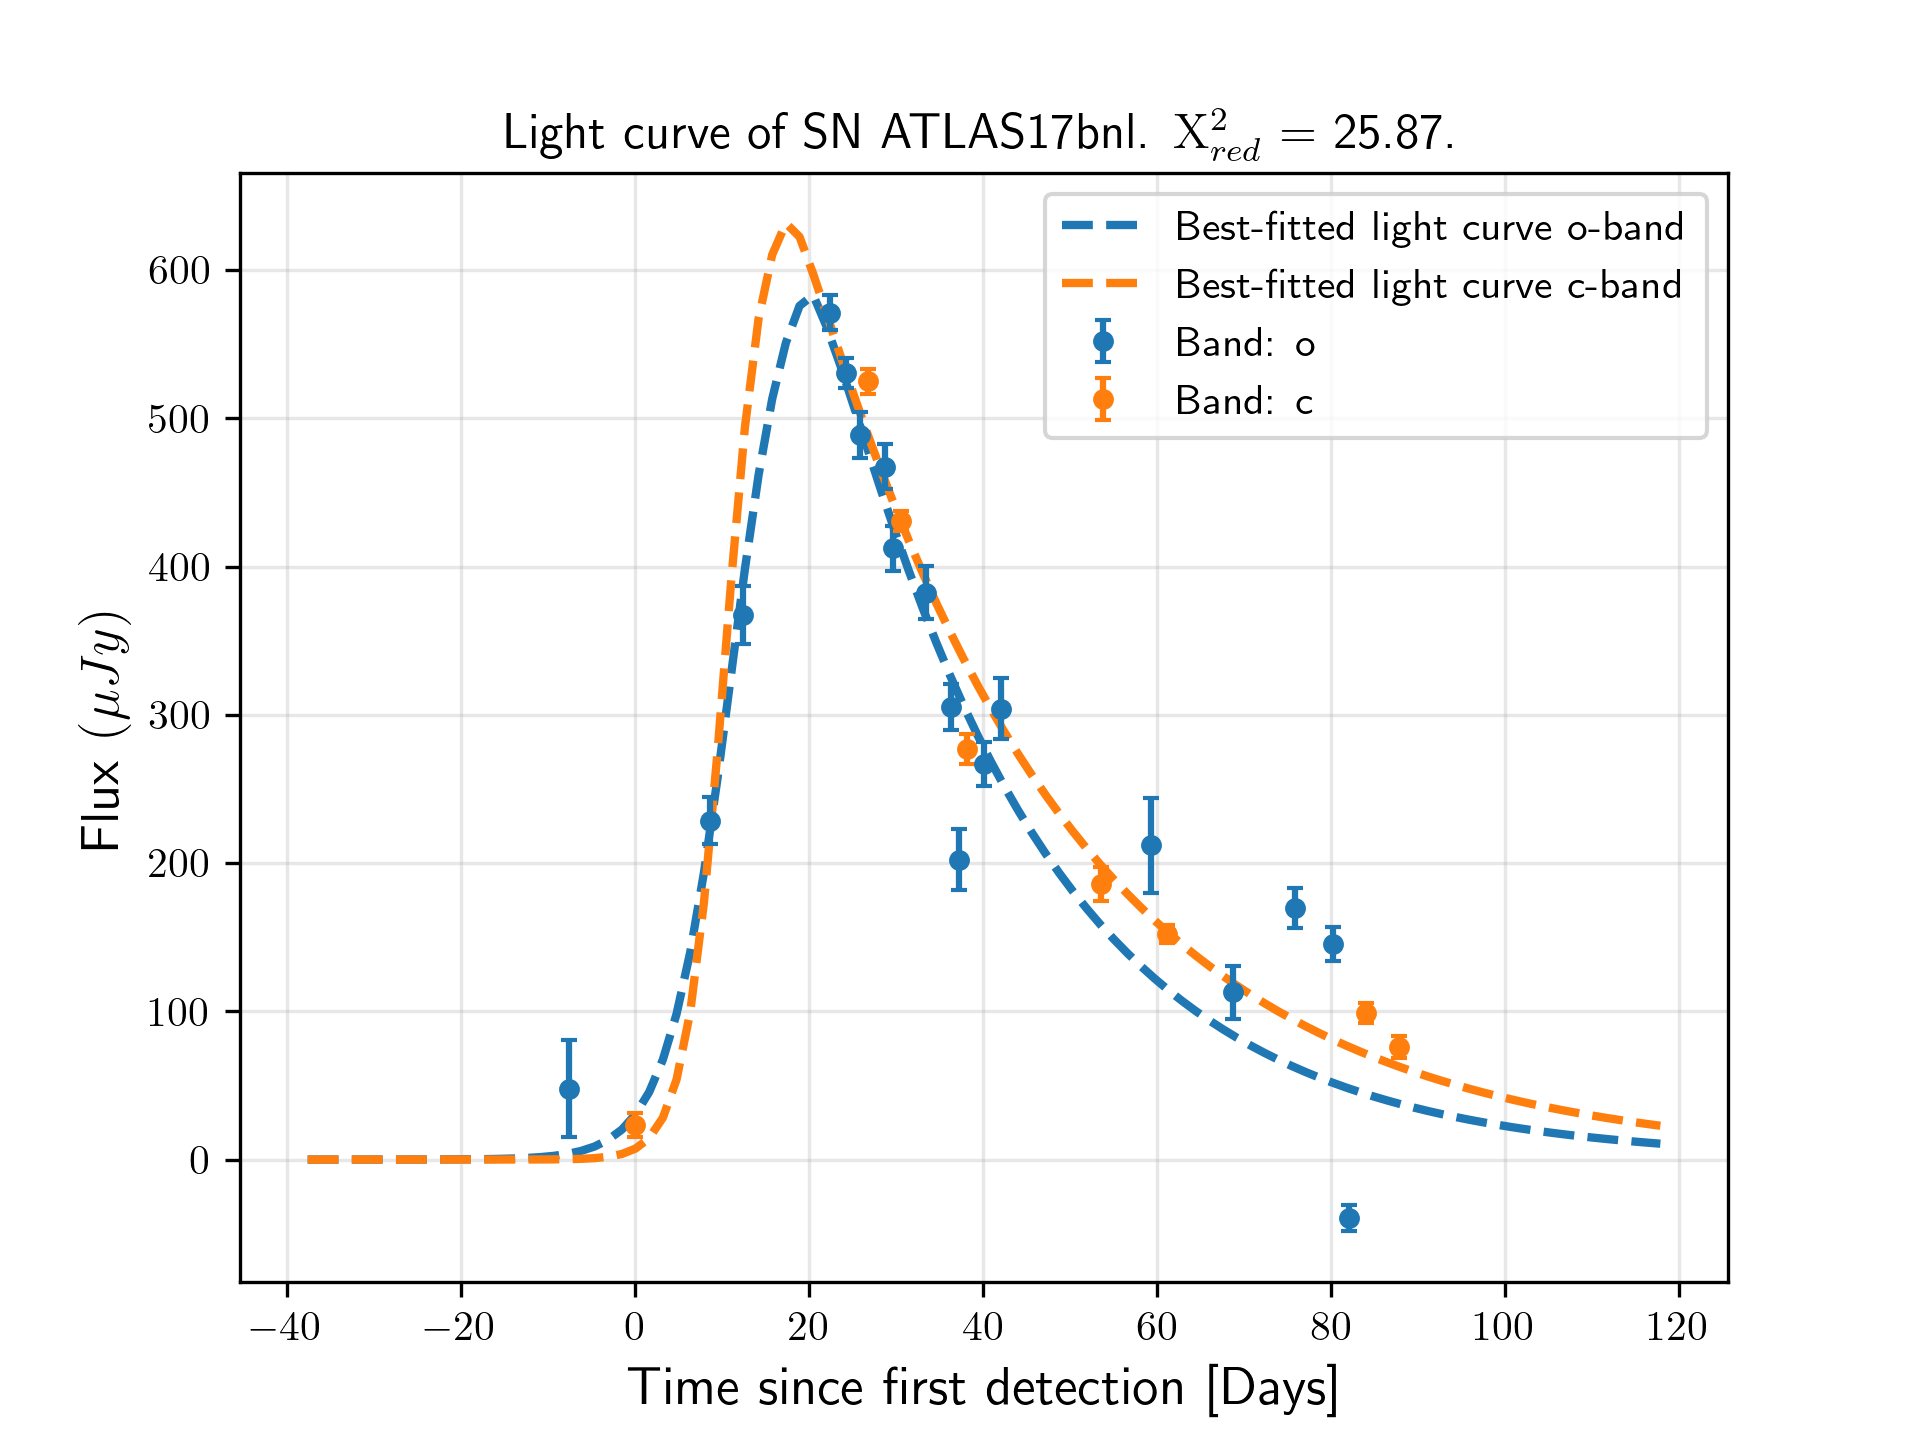 Light curve of SN ATLAS17bnl. X²_red = 25.87.
Best-fitted light curve o-band
Best-fitted light curve c-band
Band: o
Band: c
Flux (μJy)
600
500
400
300
200
100
0
−40 −20 0 20 40 60 80 100 120
Time since first detection [Days]